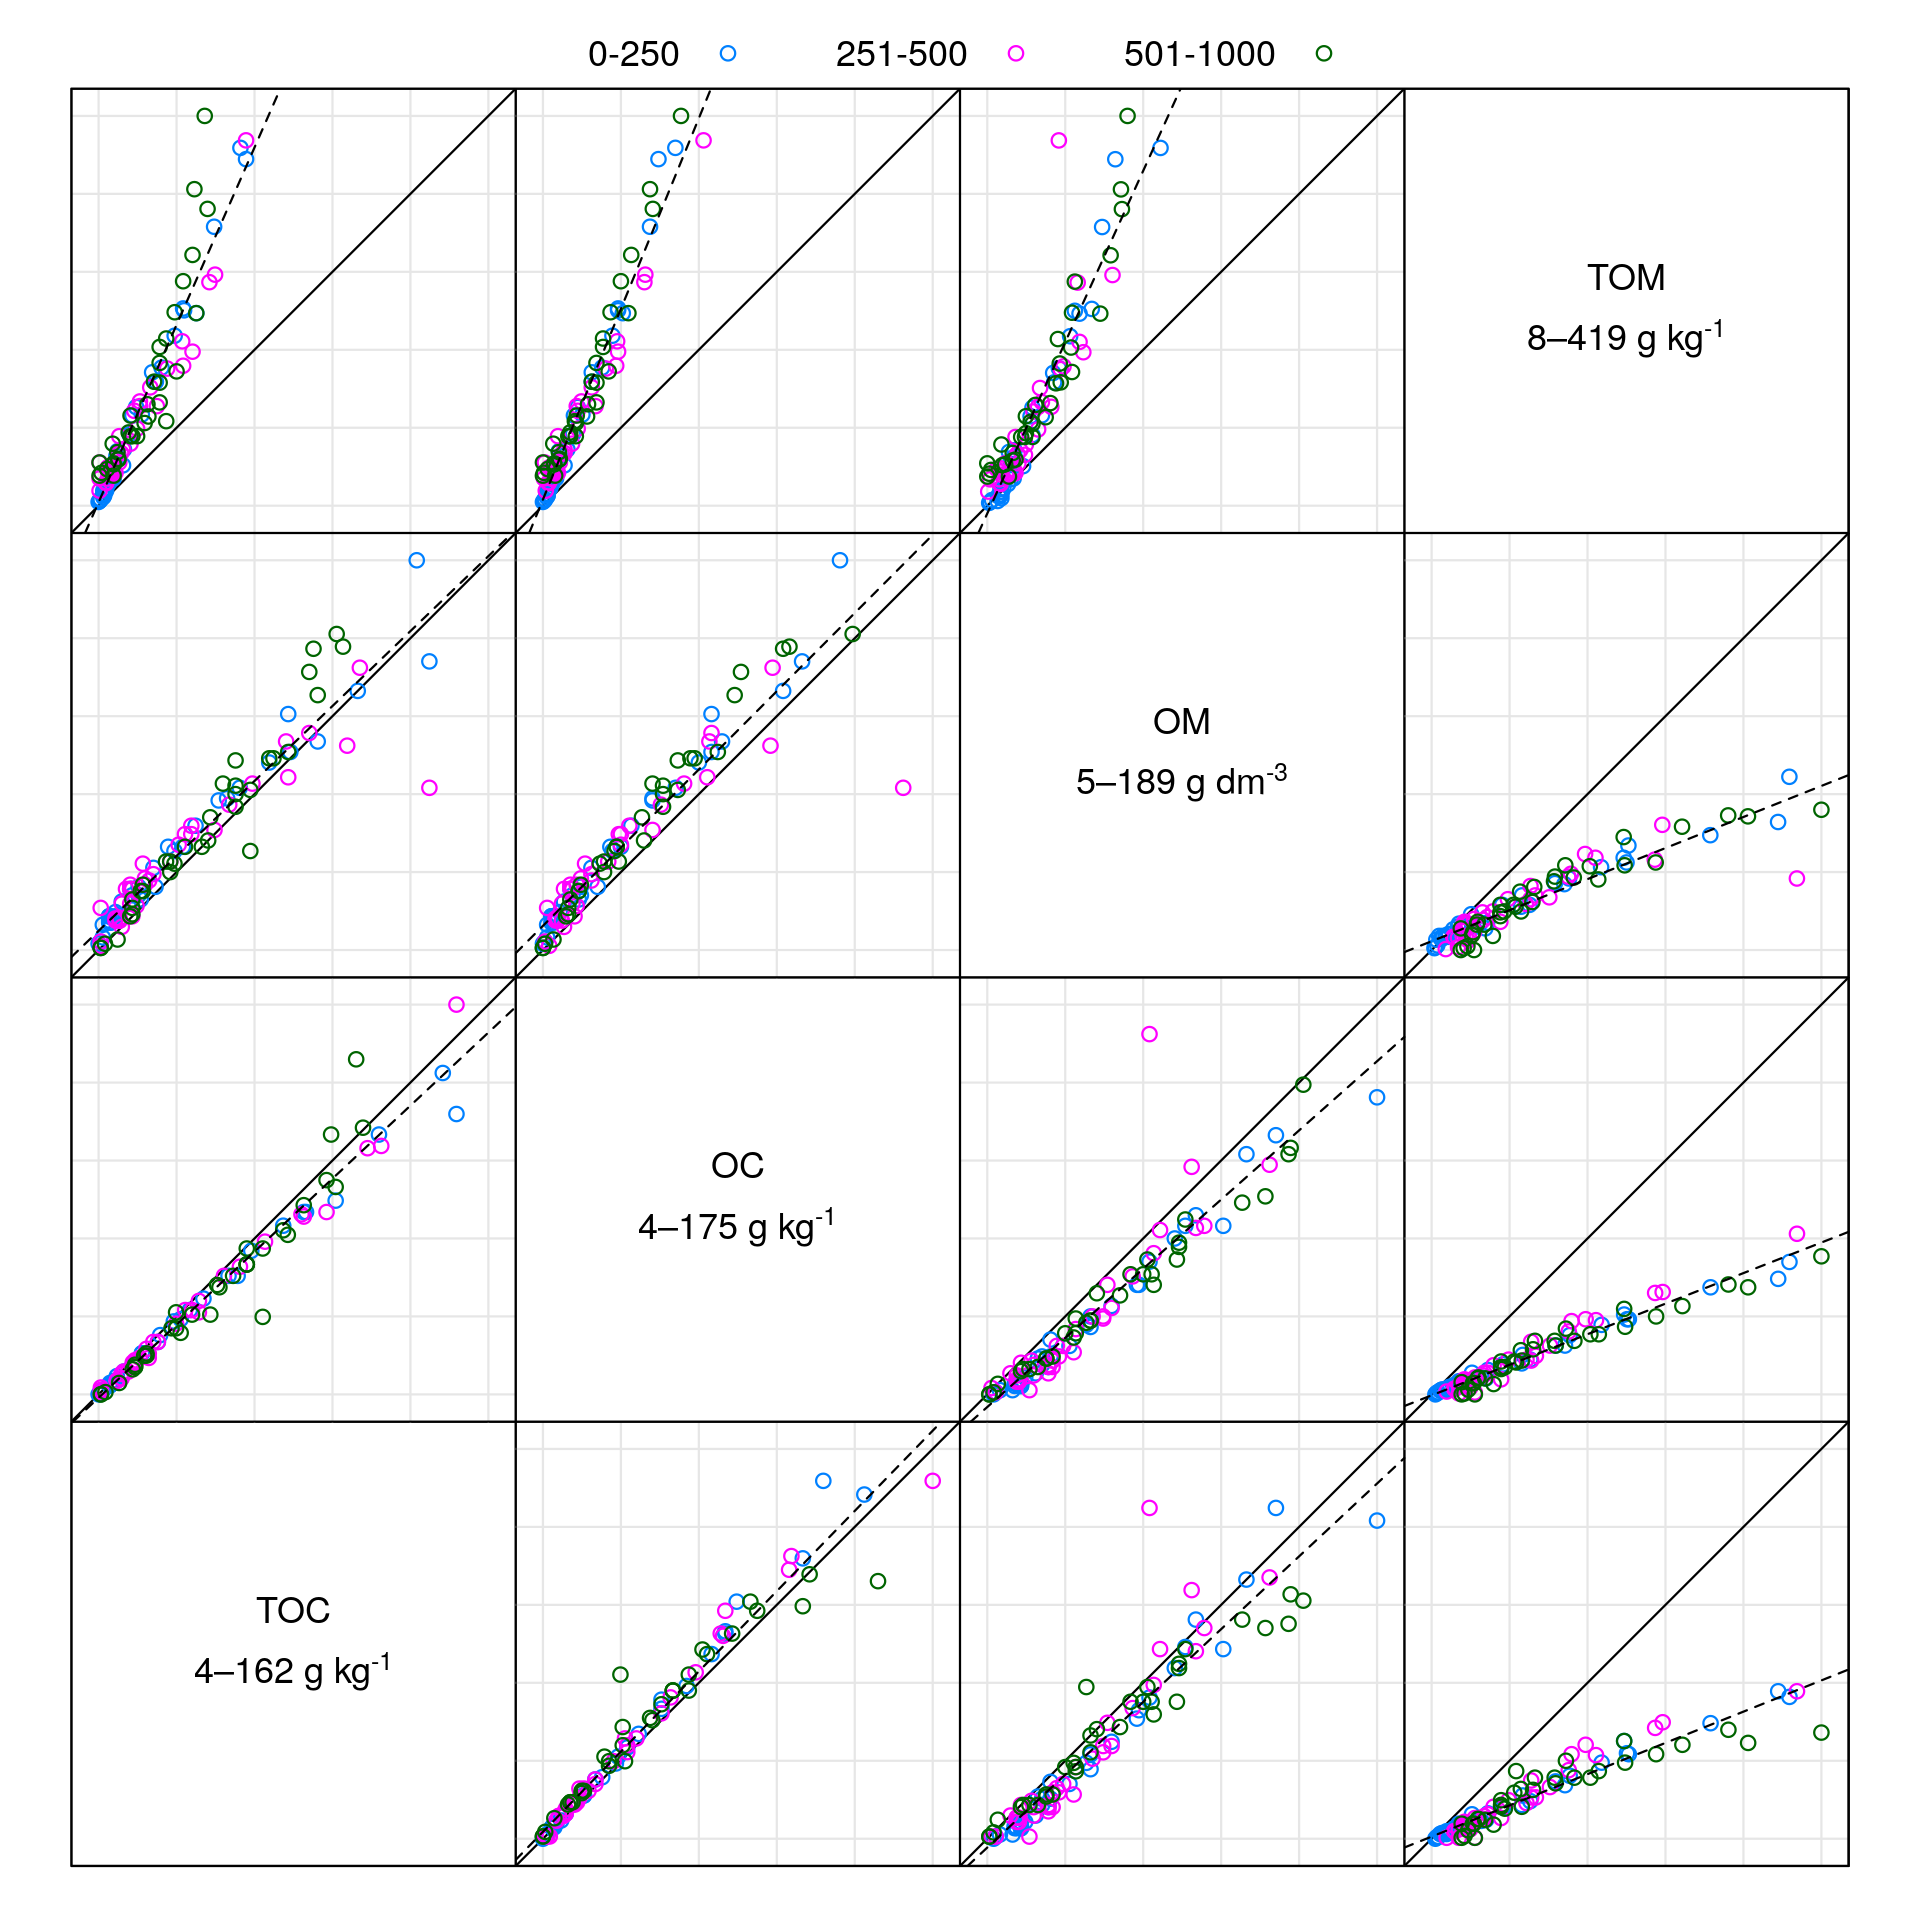 0-250 251-500 501-1000
TOM
8–419 g kg⁻¹
OM
5–189 g dm⁻³
OC
4–175 g kg⁻¹
TOC
4–162 g kg⁻¹